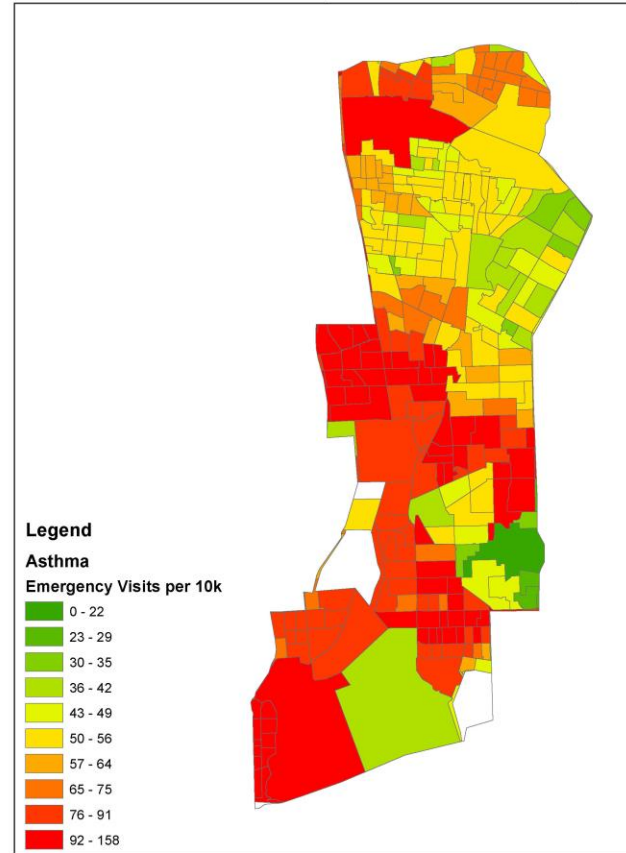 Legend
Asthma
Emergency Visits per 10k
0 - 22
23 - 29
30 - 35
36 - 42
43 - 49
50 - 56
57 - 64
65 - 75
76 - 91
92 - 158